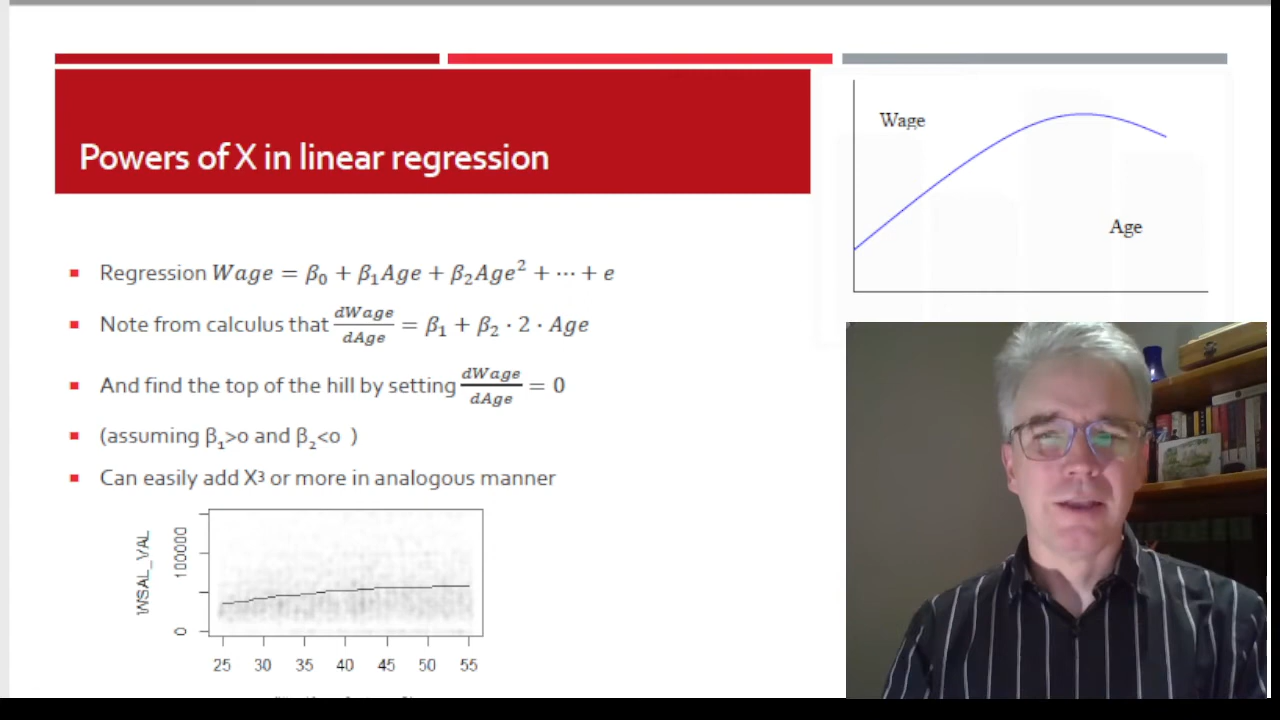 Powers of X in linear regression
Wage
Age
Regression Wage = β₀ + β₁Age + β₂Age² + ⋯ + e
Note from calculus that dWage/dAge = β₁ + β₂ · 2 · Age
And find the top of the hill by setting dWage/dAge = 0
(assuming β₁>0 and β₂<0 )
Can easily add X³ or more in analogous manner
WSAL_VAL
100000
0
25 30 35 40 45 50 55